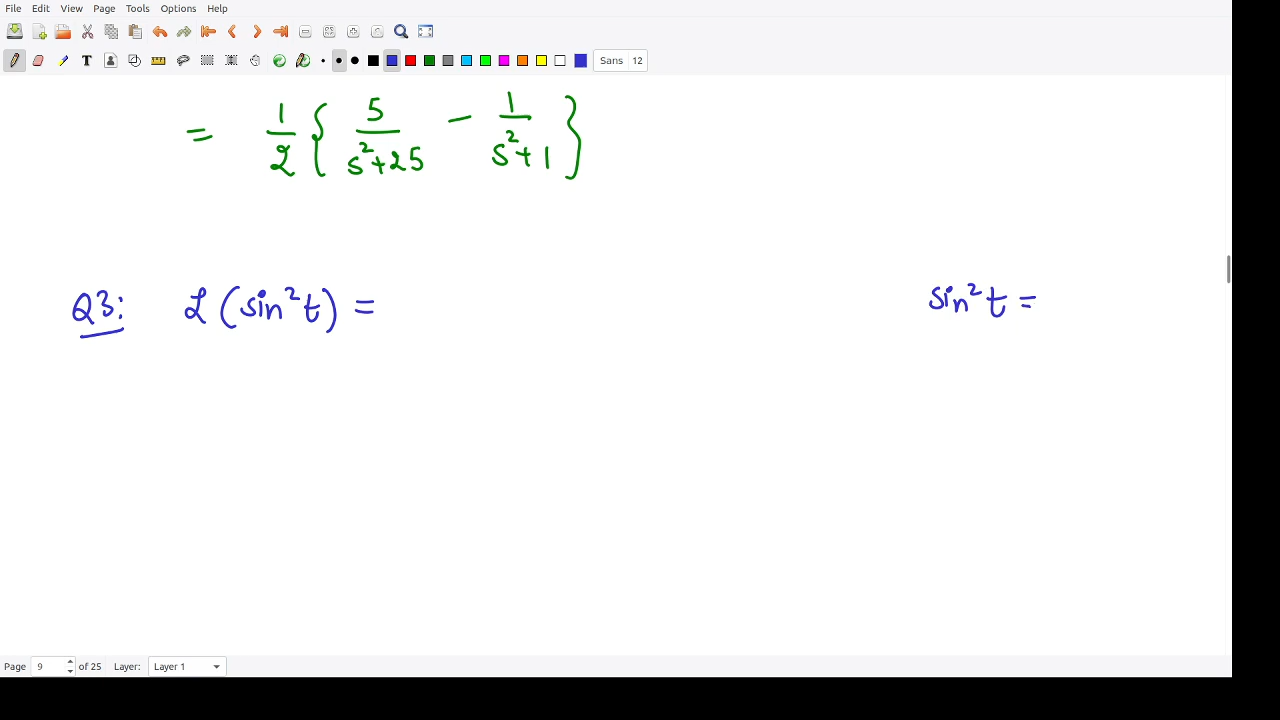 File Edit View Page Tools Options Help
T Sans 12
= 1/2 { 5/(s²+25) - 1/(s²+1) }
Q3: ℒ(sin²t) = sin²t =
Page 9 of 25 Layer: Layer 1